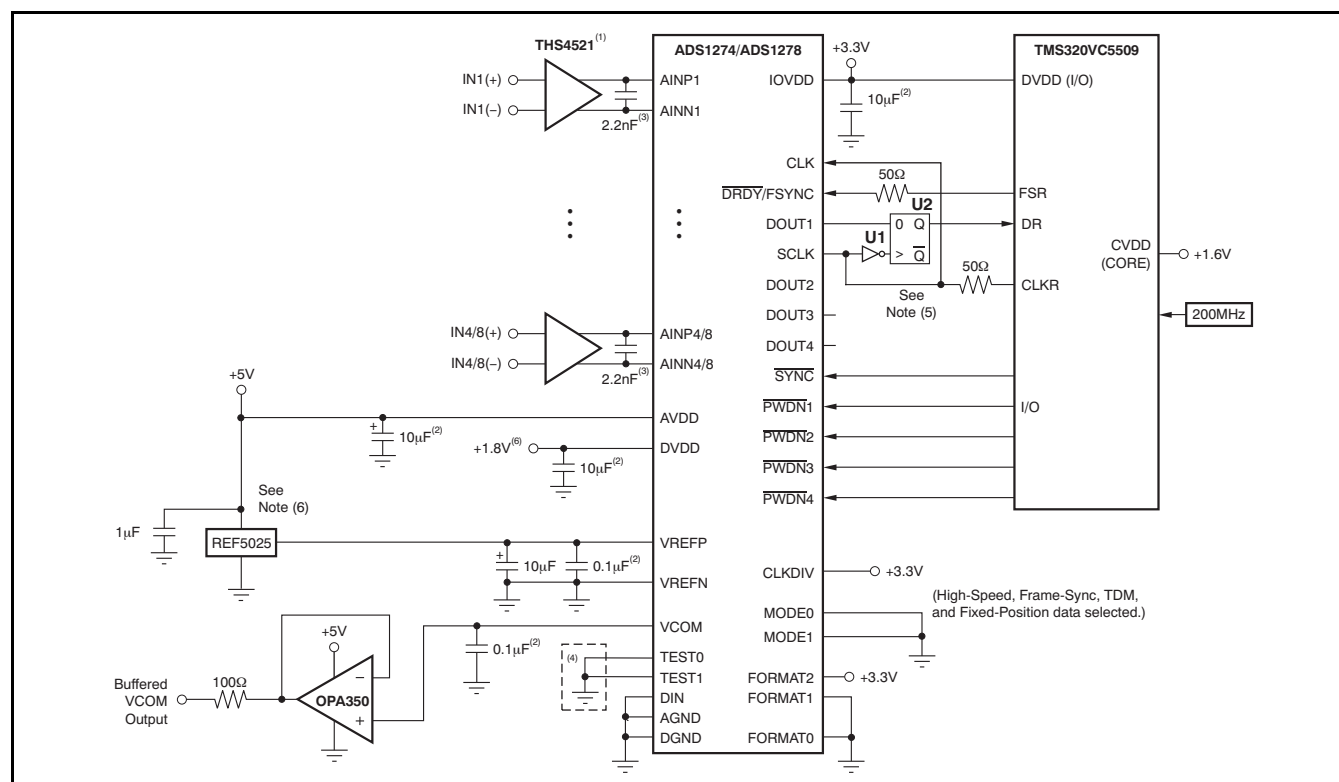 THS4521(1)
IN1(+)
IN1(−)
2.2nF(3)
IN4/8(+)
IN4/8(−)
2.2nF(3)
+5V
10μF(2)
+1.8V(6)
10μF(2)
See
Note (6)
1μF
REF5025
10μF
0.1μF(2)
+5V
0.1μF(2)
Buffered
VCOM
Output
100Ω
OPA350
−
+
(4)
ADS1274/ADS1278
AINP1
AINN1
AINP4/8
AINN4/8
AVDD
DVDD
VREFP
VREFN
VCOM
TEST0
TEST1
DIN
AGND
DGND
IOVDD
CLK
DRDY/FSYNC
DOUT1
SCLK
DOUT2
DOUT3
DOUT4
SYNC
PWDN1
PWDN2
PWDN3
PWDN4
CLKDIV
MODE0
MODE1
FORMAT2
FORMAT1
FORMAT0
+3.3V
10μF(2)
50Ω
U2
0 Q
U1
> Q
50Ω
See
Note (5)
+3.3V
(High-Speed, Frame-Sync, TDM,
and Fixed-Position data selected.)
+3.3V
TMS320VC5509
DVDD (I/O)
FSR
DR
CVDD
(CORE)
+1.6V
CLKR
200MHz
I/O